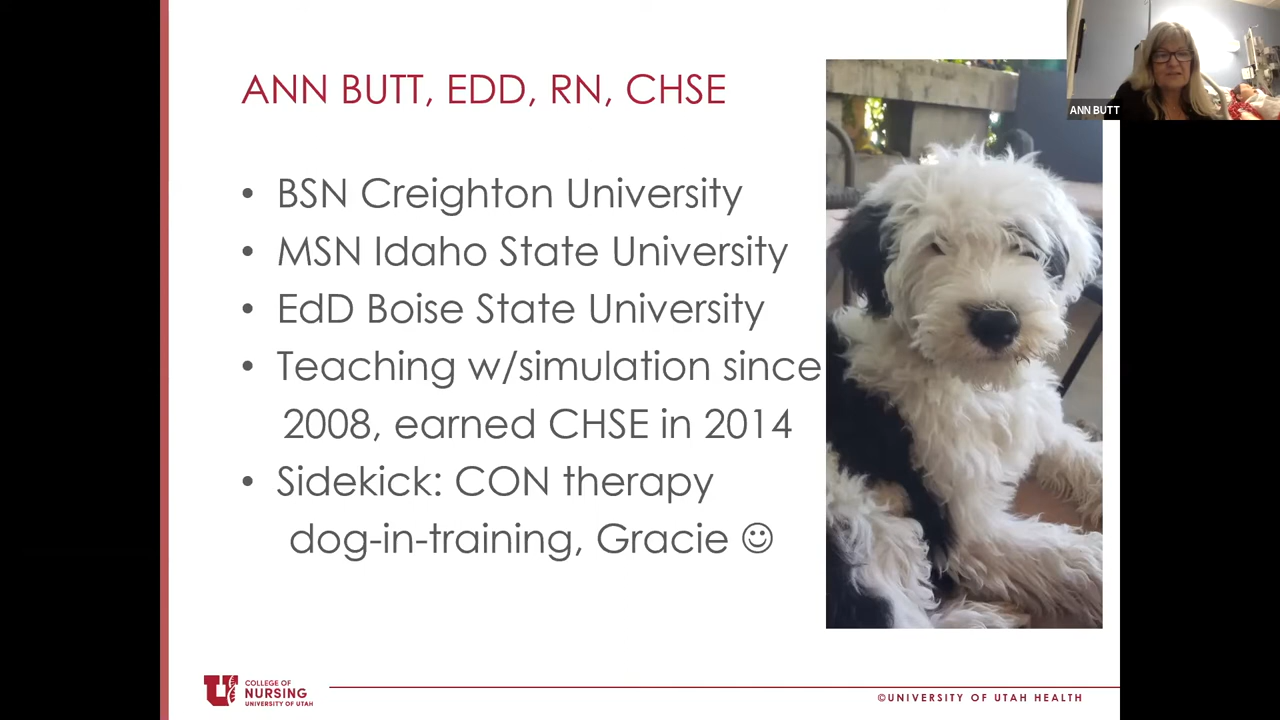 ANN BUTT, EDD, RN, CHSE
ANN BUTT
• BSN Creighton University
• MSN Idaho State University
• EdD Boise State University
• Teaching w/simulation since
2008, earned CHSE in 2014
• Sidekick: CON therapy
dog-in-training, Gracie ☺
U
COLLEGE OF
NURSING
UNIVERSITY OF UTAH
©UNIVERSITY OF UTAH HEALTH